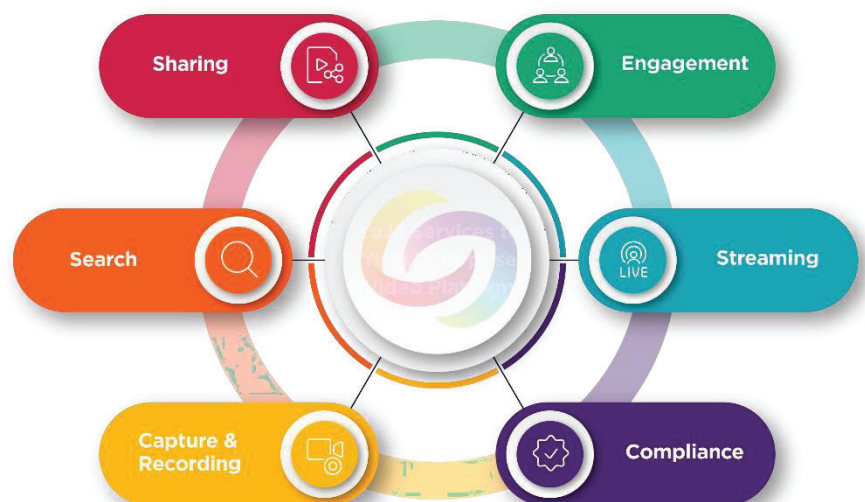 Sharing
Engagement
Search
LIVE
Streaming
Capture &
Recording
Compliance